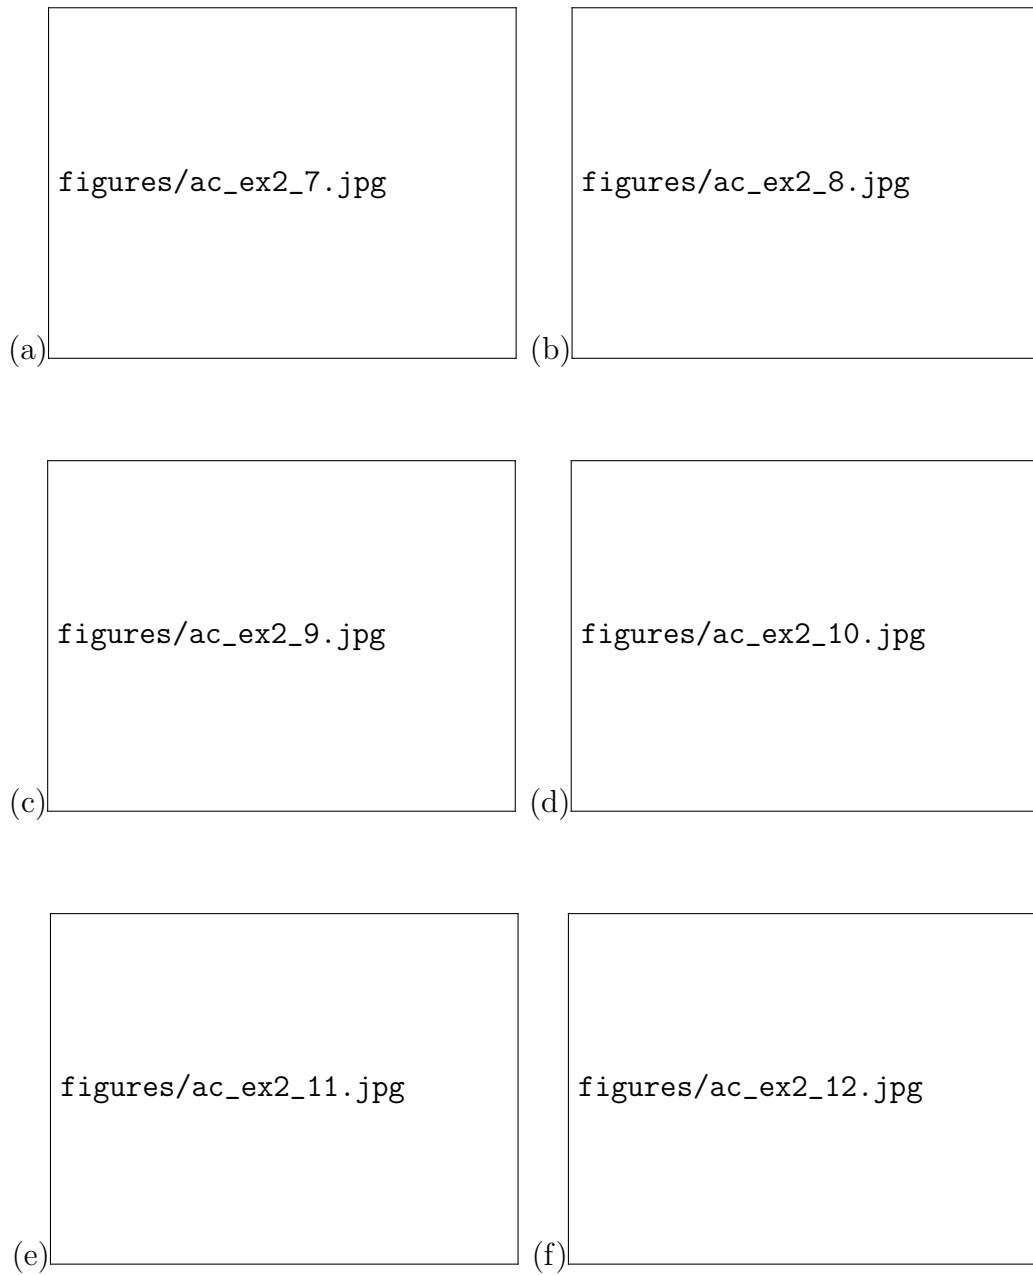 figures/ac_ex2_7.jpg
figures/ac_ex2_8.jpg
(a)
(b)
figures/ac_ex2_9.jpg
figures/ac_ex2_10.jpg
(c)
(d)
figures/ac_ex2_11.jpg
figures/ac_ex2_12.jpg
(e)
(f)